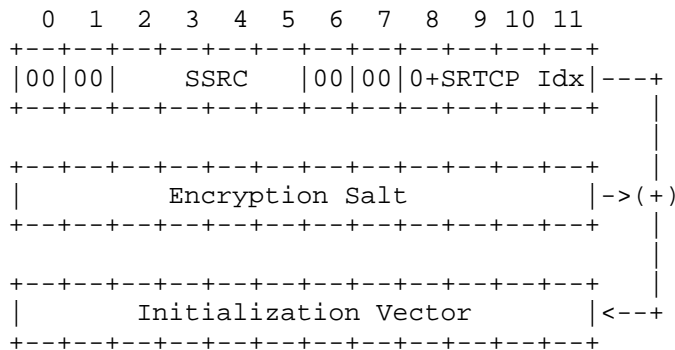 0  1  2  3  4  5  6  7  8  9 10 11
+--+--+--+--+--+--+--+--+--+--+--+--+
|00|00|    SSRC   |00|00|0+SRTCP Idx|---+
+--+--+--+--+--+--+--+--+--+--+--+--+   |
                                        |
+--+--+--+--+--+--+--+--+--+--+--+--+   |
|         Encryption Salt           |->(+)
+--+--+--+--+--+--+--+--+--+--+--+--+   |
                                        |
+--+--+--+--+--+--+--+--+--+--+--+--+   |
|       Initialization Vector       |<--+
+--+--+--+--+--+--+--+--+--+--+--+--+